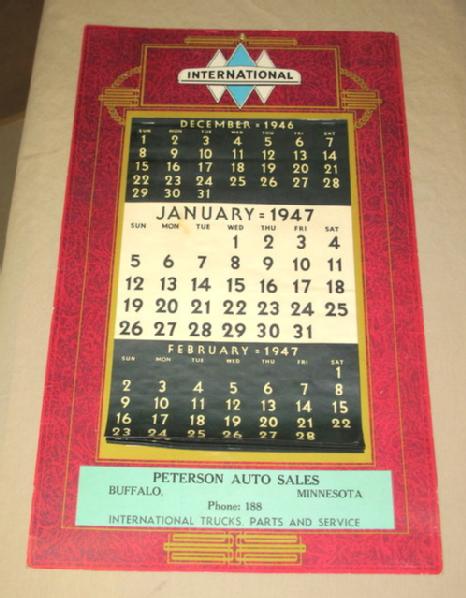 INTERNATIONAL
DECEMBER = 1946
SUN MON TUE WED THU FRI SAT
1 2 3 4 5 6 7
8 9 10 11 12 13 14
15 16 17 18 19 20 21
22 23 24 25 26 27 28
29 30 31
JANUARY = 1947
SUN MON TUE WED THU FRI SAT
1 2 3 4
5 6 7 8 9 10 11
12 13 14 15 16 17 18
19 20 21 22 23 24 25
26 27 28 29 30 31
FEBRUARY = 1947
SUN MON TUE WED THU FRI SAT
1
2 3 4 5 6 7 8
9 10 11 12 13 14 15
16 17 18 19 20 21 22
23 24 25 26 27 28
PETERSON AUTO SALES
BUFFALO, MINNESOTA
Phone: 188
INTERNATIONAL TRUCKS, PARTS AND SERVICE